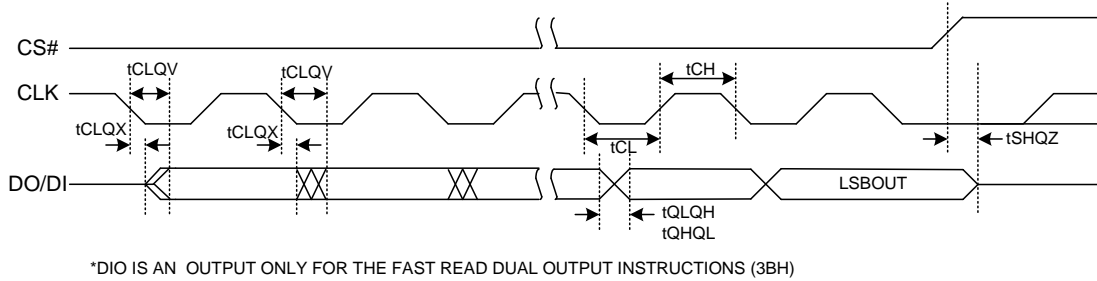 CS#
tCLQV
tCLQV
tCH
CLK
tCLQX
tCLQX
tCL
tSHQZ
DO/DI
LSBOUT
tQLQH
tQHQL
*DIO IS AN OUTPUT ONLY FOR THE FAST READ DUAL OUTPUT INSTRUCTIONS (3BH)